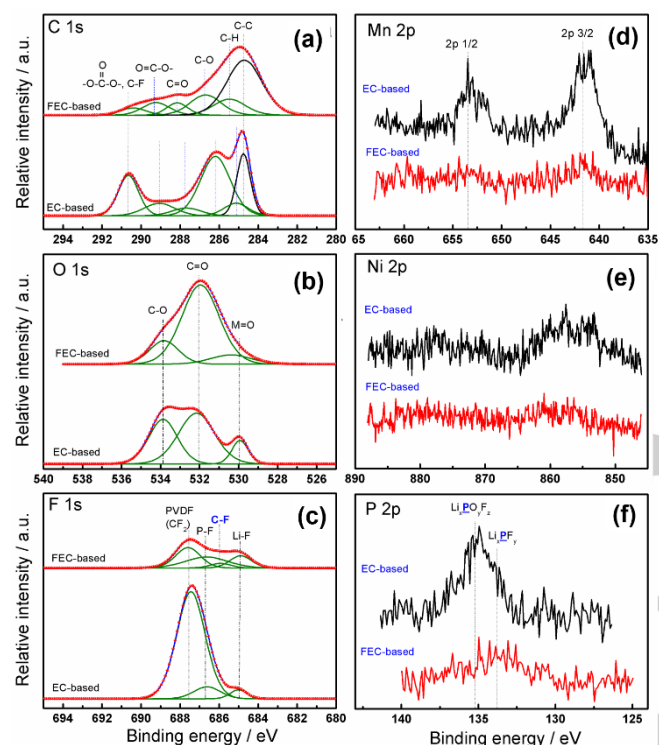 C 1s
(a)
C-C
C-H
C-O
O
O=C-O-
-O-C-O-, C-F
C=O
FEC-based
EC-based
295 294 292 290 288 286 284 282 280
Relative intensity / a.u.
O 1s
(b)
C=O
C-O
M=O
FEC-based
EC-based
540 538 536 534 532 530 528 526 525
Relative intensity / a.u.
F 1s
(c)
PVDF
(CF2)
C-F
P-F
Li-F
FEC-based
EC-based
695 694 692 690 688 686 684 682 680
Relative intensity / a.u.
Binding energy / eV
Mn 2p
(d)
2p 1/2
2p 3/2
EC-based
FEC-based
65 660 655 650 645 640 635
Ni 2p
(e)
EC-based
FEC-based
890 880 870 860 850
P 2p
(f)
LixPOyFz
LixPFy
EC-based
FEC-based
140 135 130 125
Binding energy / eV